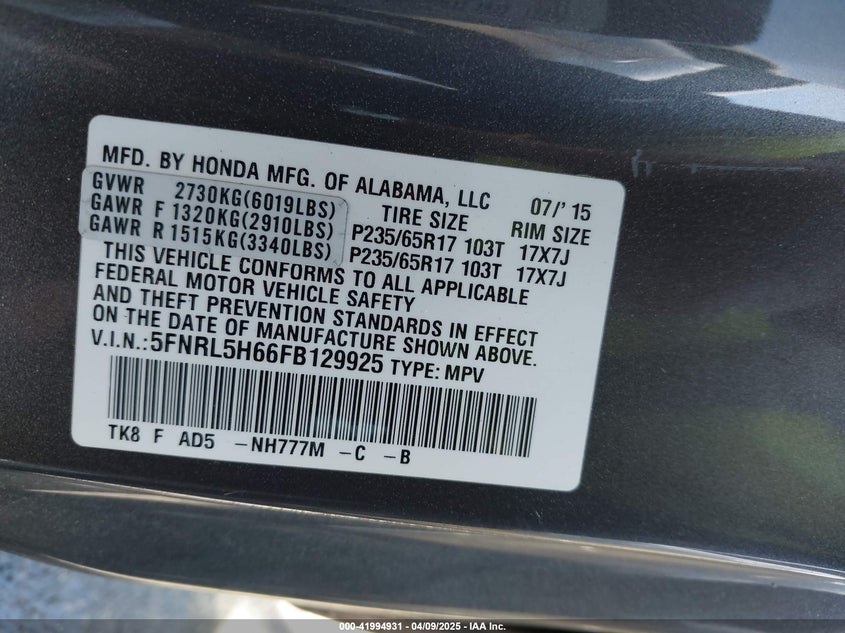 MFD. BY HONDA MFG. OF ALABAMA, LLC 07/' 15
GVWR 2730KG(6019LBS) TIRE SIZE RIM SIZE
GAWR F 1320KG(2910LBS) P235/65R17 103T 17X7J
GAWR R 1515KG(3340LBS) P235/65R17 103T 17X7J
THIS VEHICLE CONFORMS TO ALL APPLICABLE
FEDERAL MOTOR VEHICLE SAFETY
AND THEFT PREVENTION STANDARDS IN EFFECT
ON THE DATE OF MANUFACTURE SHOWN ABOVE.
V.I.N.:5FNRL5H66FB129925 TYPE: MPV
TK8 F AD5 -NH777M -C -B
000-41994931 - 04/09/2025 - IAA Inc.